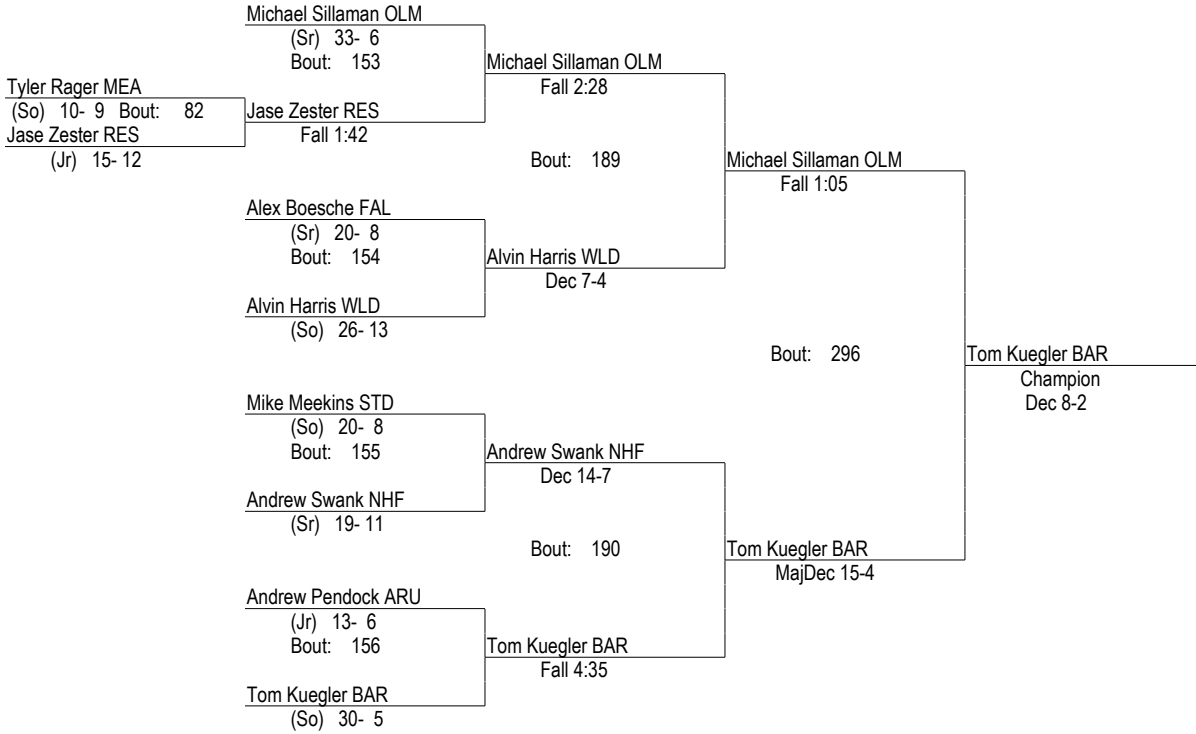 Michael Sillaman OLM
(Sr) 33- 6
Bout: 153
Michael Sillaman OLM
Fall 2:28
Tyler Rager MEA
(So) 10- 9 Bout: 82
Jase Zester RES
Fall 1:42
Jase Zester RES
(Jr) 15- 12
Bout: 189
Michael Sillaman OLM
Fall 1:05
Alex Boesche FAL
(Sr) 20- 8
Bout: 154
Alvin Harris WLD
Dec 7-4
Alvin Harris WLD
(So) 26- 13
Bout: 296
Tom Kuegler BAR
Champion
Dec 8-2
Mike Meekins STD
(So) 20- 8
Bout: 155
Andrew Swank NHF
Dec 14-7
Andrew Swank NHF
(Sr) 19- 11
Bout: 190
Tom Kuegler BAR
MajDec 15-4
Andrew Pendock ARU
(Jr) 13- 6
Bout: 156
Tom Kuegler BAR
Fall 4:35
Tom Kuegler BAR
(So) 30- 5